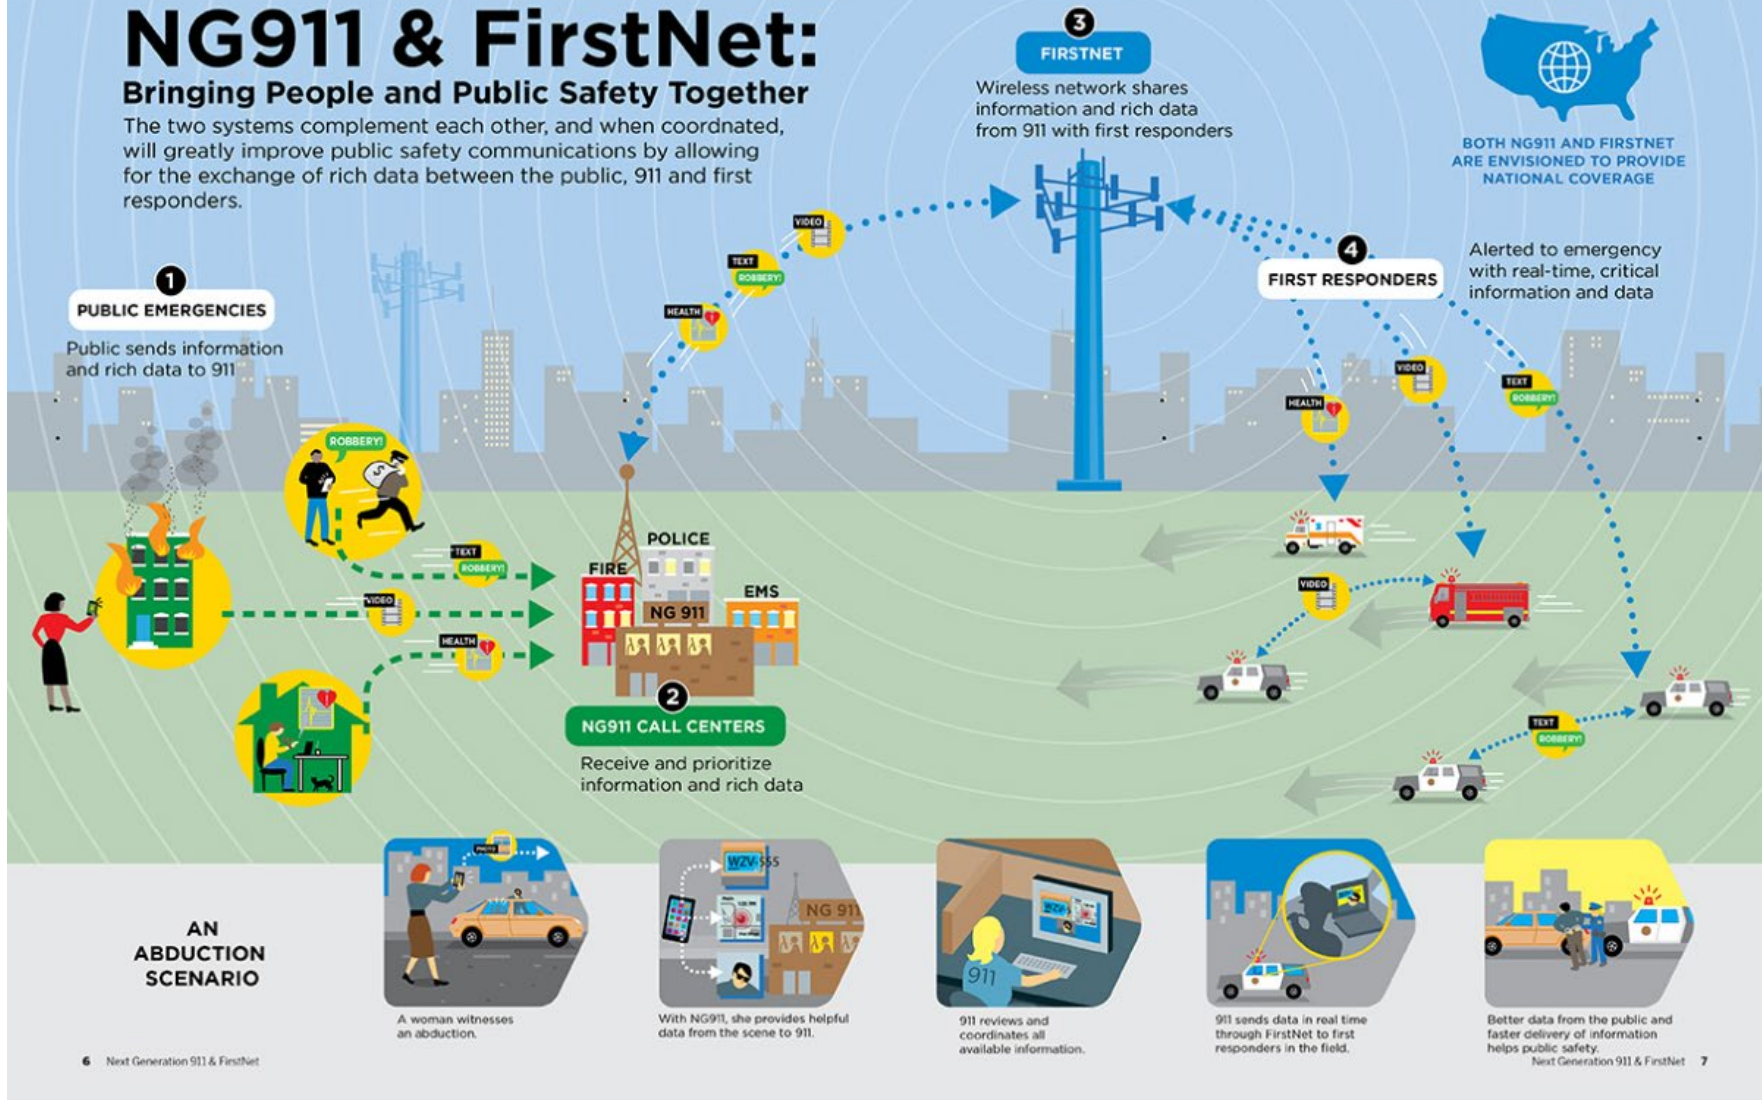 NG911 & FirstNet:
Bringing People and Public Safety Together
The two systems complement each other, and when coordnated,
will greatly improve public safety communications by allowing
for the exchange of rich data between the public, 911 and first
responders.
1
PUBLIC EMERGENCIES
Public sends information
and rich data to 911
3
FIRSTNET
Wireless network shares
information and rich data
from 911 with first responders
BOTH NG911 AND FIRSTNET
ARE ENVISIONED TO PROVIDE
NATIONAL COVERAGE
4
FIRST RESPONDERS
Alerted to emergency
with real-time, critical
information and data
VIDEO
TEXT
ROBBERY!
HEALTH
VIDEO
TEXT
ROBBERY!
HEALTH
ROBBERY!
TEXT
ROBBERY!
VIDEO
HEALTH
POLICE
FIRE
EMS
NG 911
2
NG911 CALL CENTERS
Receive and prioritize
information and rich data
VIDEO
TEXT
ROBBERY!
AN
ABDUCTION
SCENARIO
PHOTO
A woman witnesses
an abduction.
WZV-555
NG 911
With NG911, she provides helpful
data from the scene to 911.
911
911 reviews and
coordinates all
available information.
911 sends data in real time
through FirstNet to first
responders in the field.
Better data from the public and
faster delivery of information
helps public safety.
6 Next Generation 911 & FirstNet
Next Generation 911 & FirstNet 7